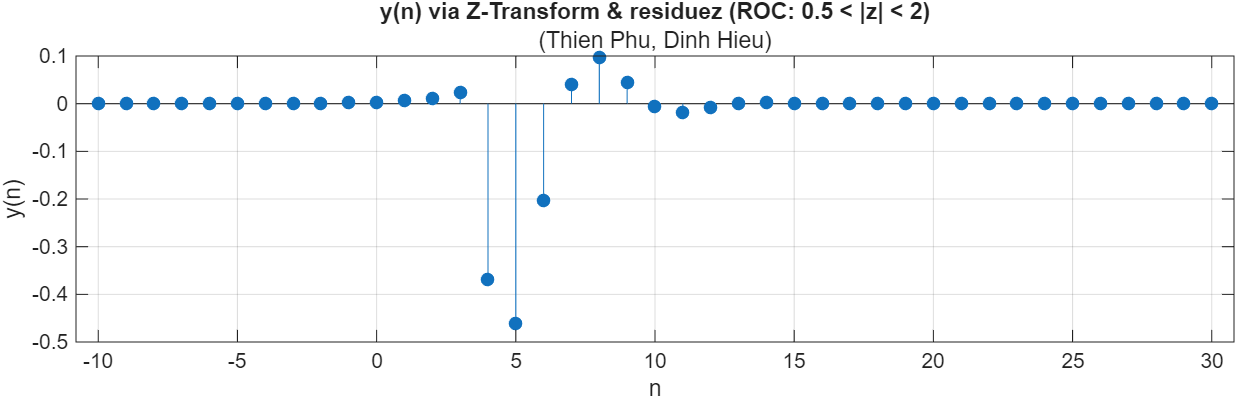 y(n) via Z-Transform & residuez (ROC: 0.5 < |z| < 2)
(Thien Phu, Dinh Hieu)
0.1
0
-0.1
-0.2
-0.3
-0.4
-0.5
y(n)
-10 -5 0 5 10 15 20 25 30
n